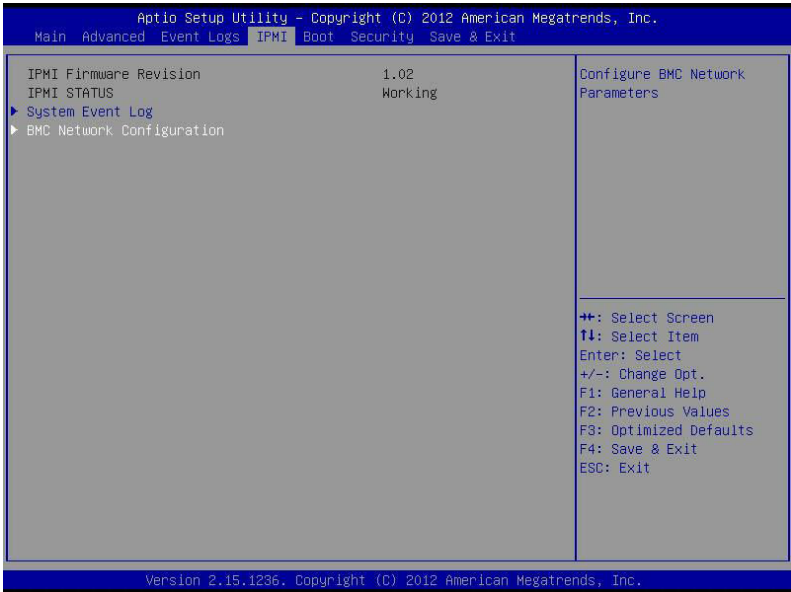 Aptio Setup Utility – Copyright (C) 2012 American Megatrends, Inc.
Main Advanced Event Logs IPMI Boot Security Save & Exit
IPMI Firmware Revision 1.02
IPMI STATUS Working
▶ System Event Log
▶ BMC Network Configuration
Configure BMC Network
Parameters
→←: Select Screen
↑↓: Select Item
Enter: Select
+/-: Change Opt.
F1: General Help
F2: Previous Values
F3: Optimized Defaults
F4: Save & Exit
ESC: Exit
Version 2.15.1236. Copyright (C) 2012 American Megatrends, Inc.